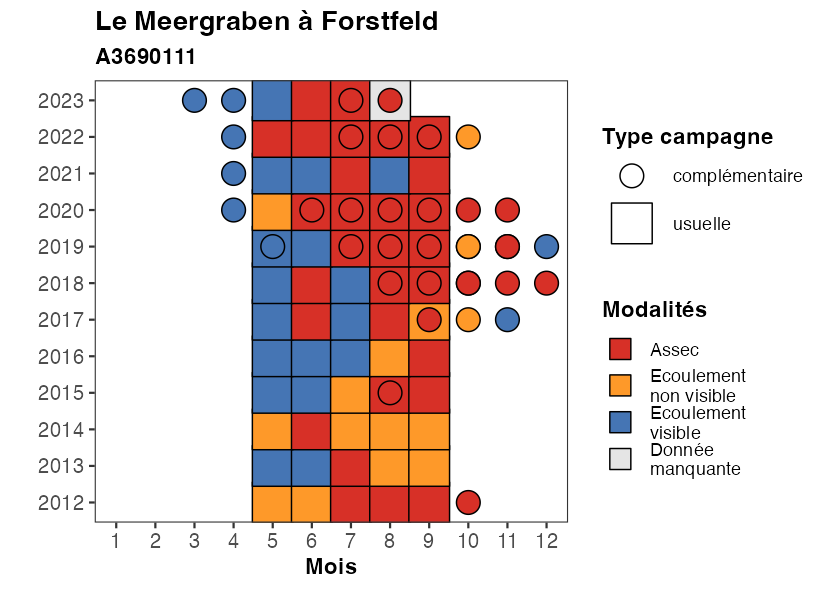 Le Meergraben à Forstfeld
A3690111
2023
2022
2021
2020
2019
2018
2017
2016
2015
2014
2013
2012
1 2 3 4 5 6 7 8 9 10 11 12
Mois
Type campagne
complémentaire
usuelle
Modalités
Assec
Ecoulement
non visible
Ecoulement
visible
Donnée
manquante